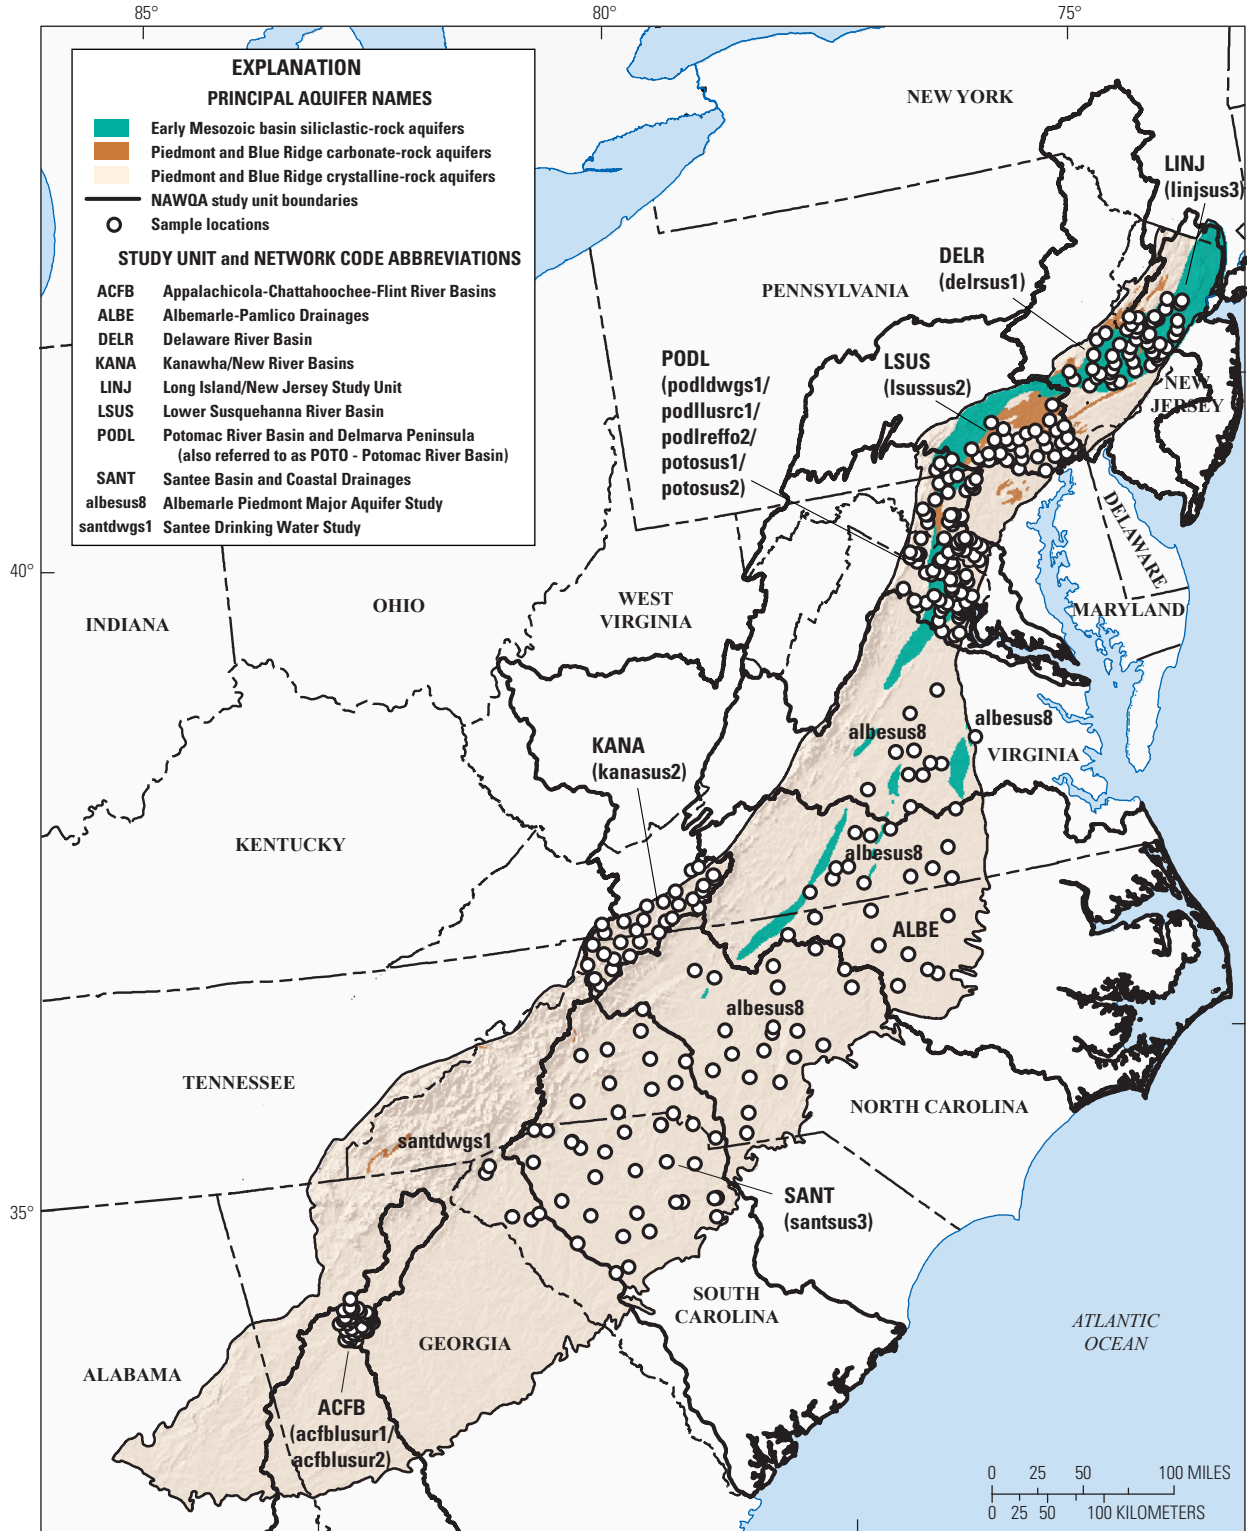 85°
80°
75°
EXPLANATION
PRINCIPAL AQUIFER NAMES
Early Mesozoic basin siliclastic-rock aquifers
Piedmont and Blue Ridge carbonate-rock aquifers
Piedmont and Blue Ridge crystalline-rock aquifers
NAWQA study unit boundaries
Sample locations
STUDY UNIT and NETWORK CODE ABBREVIATIONS
ACFB Appalachicola-Chattahoochee-Flint River Basins
ALBE Albemarle-Pamlico Drainages
DELR Delaware River Basin
KANA Kanawha/New River Basins
LINJ Long Island/New Jersey Study Unit
LSUS Lower Susquehanna River Basin
PODL Potomac River Basin and Delmarva Peninsula
(also referred to as POTO - Potomac River Basin)
SANT Santee Basin and Coastal Drainages
albesus8 Albemarle Piedmont Major Aquifer Study
santdwgs1 Santee Drinking Water Study
NEW YORK
LINJ
(linjsus3)
DELR
(delrsus1)
PENNSYLVANIA
PODL
(podldwgs1/
podllusrc1/
podlreffo2/
potosus1/
potosus2)
LSUS
(lsussus2)
NEW
JERSEY
DELAWARE
MARYLAND
40°
INDIANA
OHIO
WEST
VIRGINIA
albesus8
albesus8
VIRGINIA
KANA
(kanasus2)
KENTUCKY
albesus8
ALBE
albesus8
TENNESSEE
NORTH CAROLINA
santdwgs1
SANT
(santsus3)
35°
SOUTH
CAROLINA
ATLANTIC
OCEAN
GEORGIA
ALABAMA
ACFB
(acfblusur1/
acfblusur2)
0 25 50 100 MILES
0 25 50 100 KILOMETERS